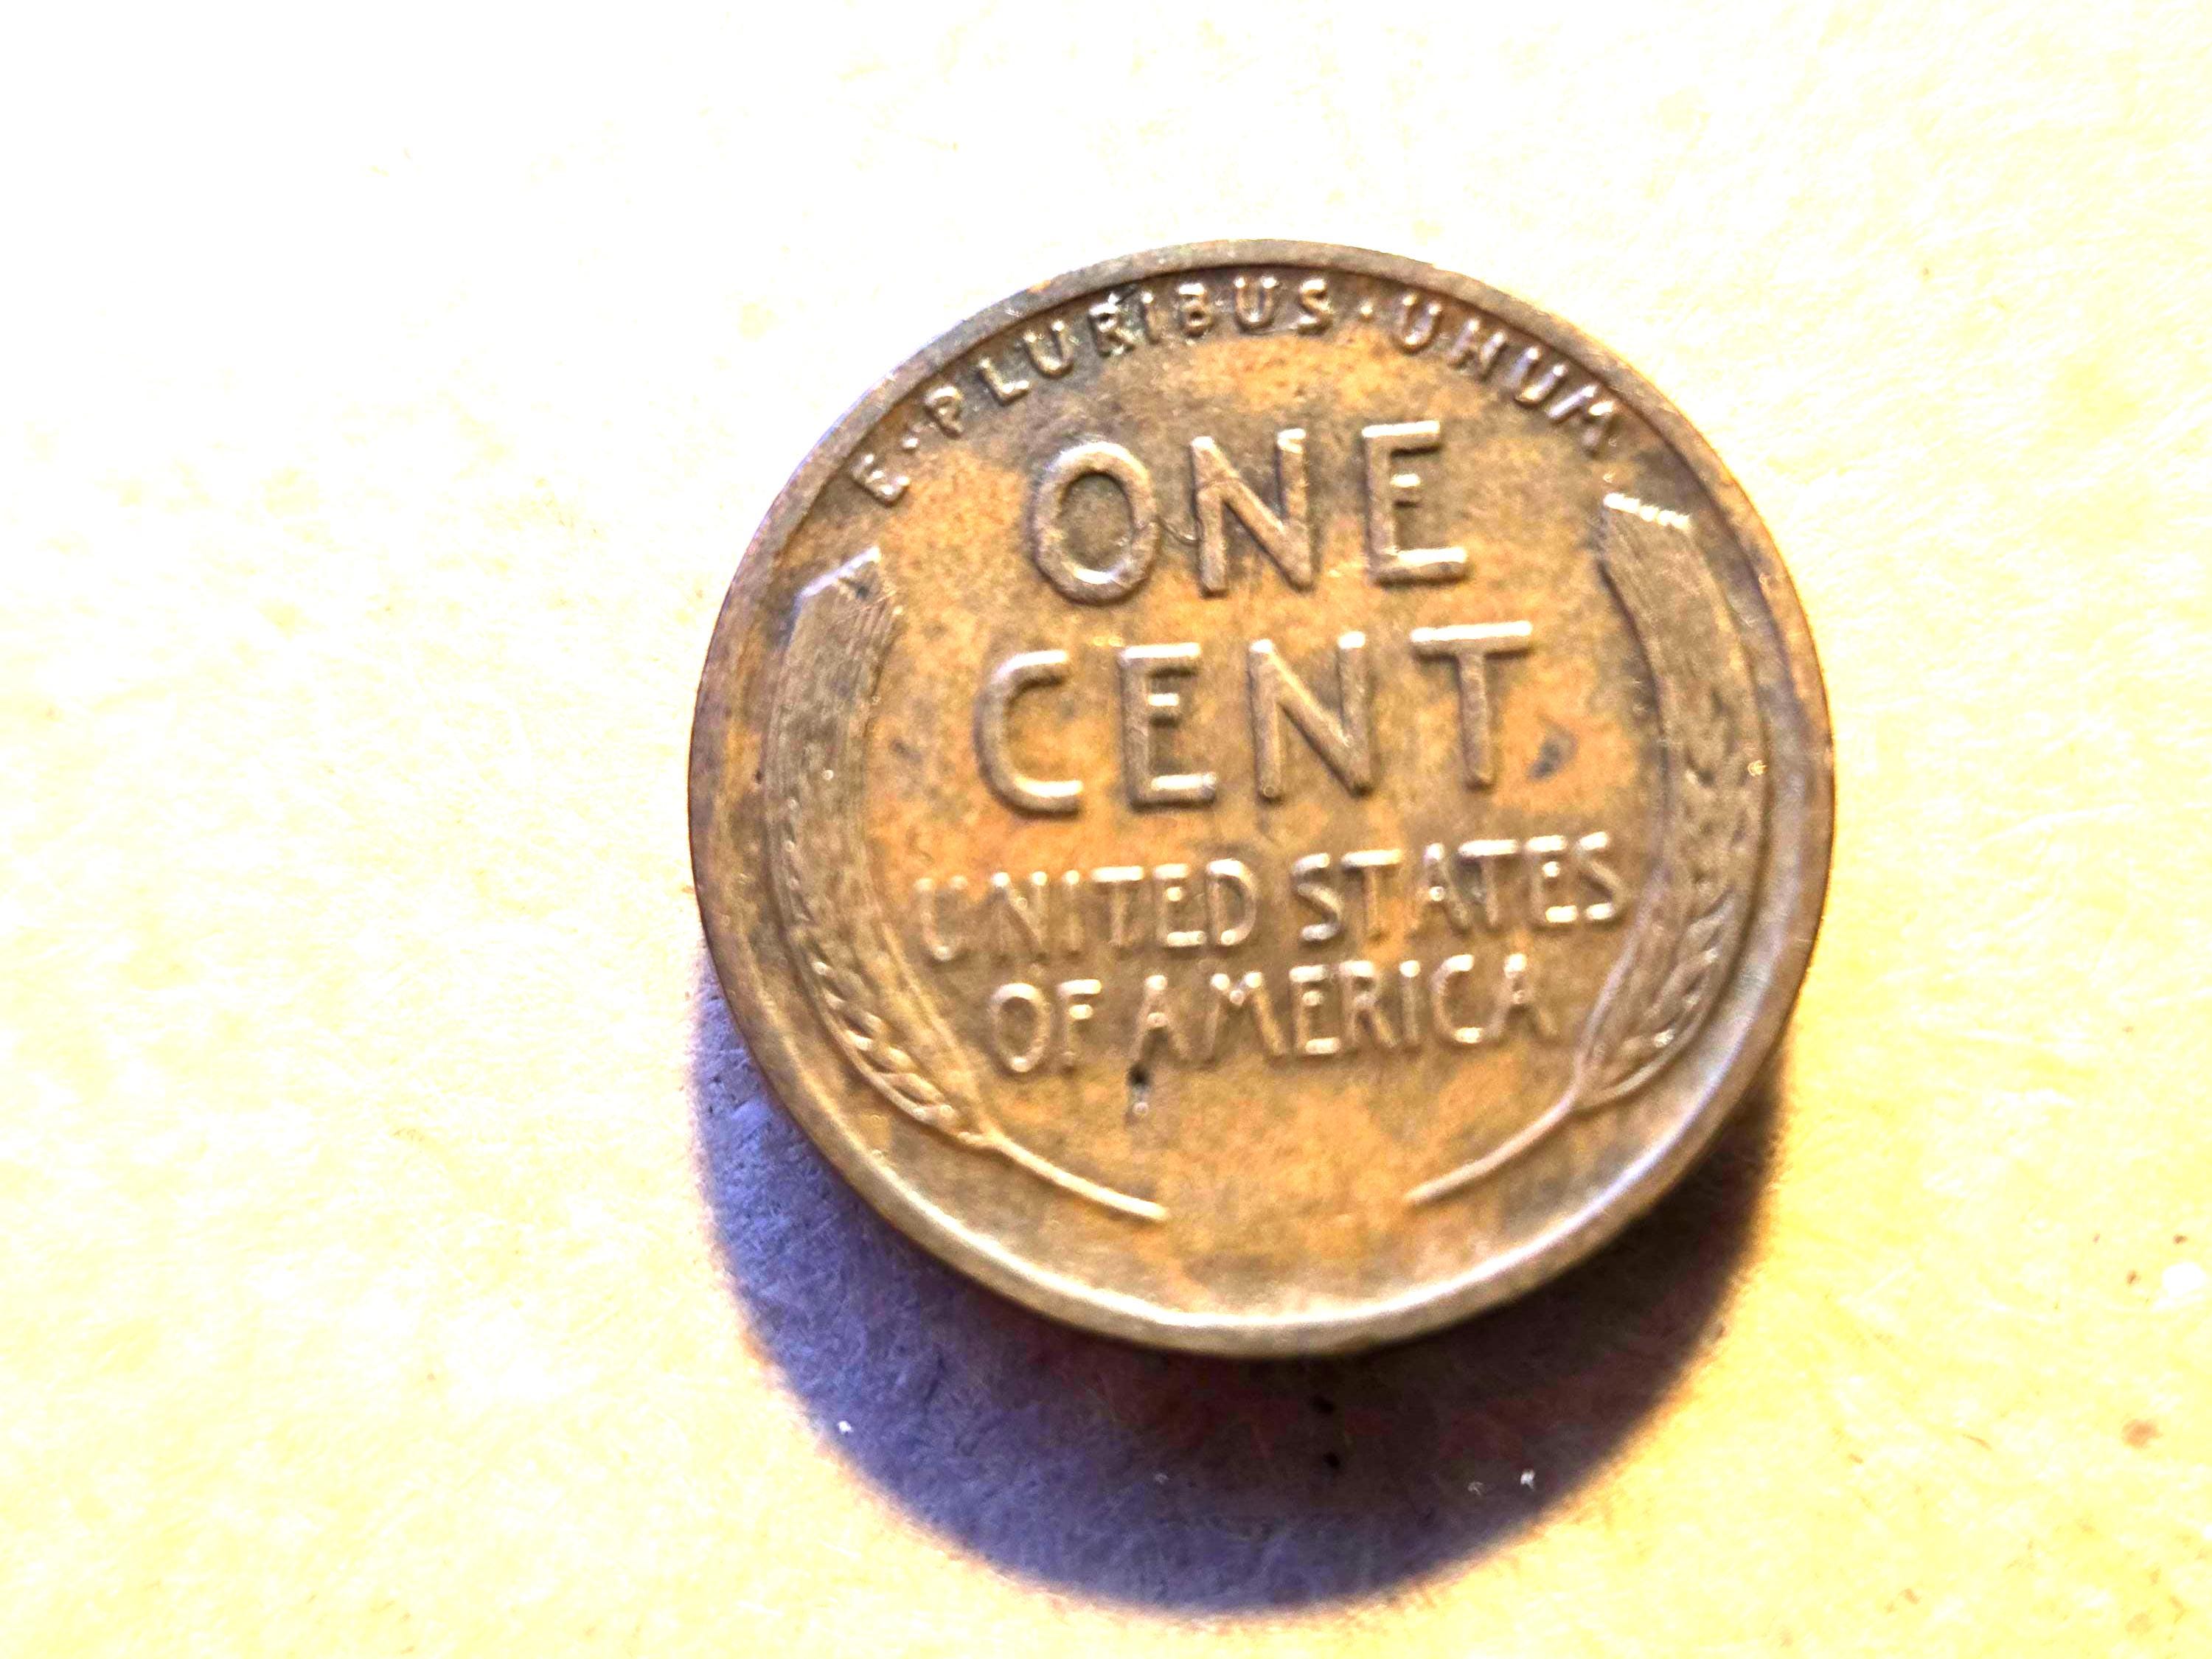 E·PLURIBUS·UNUM
ONE
CENT
UNITED STATES
OF AMERICA